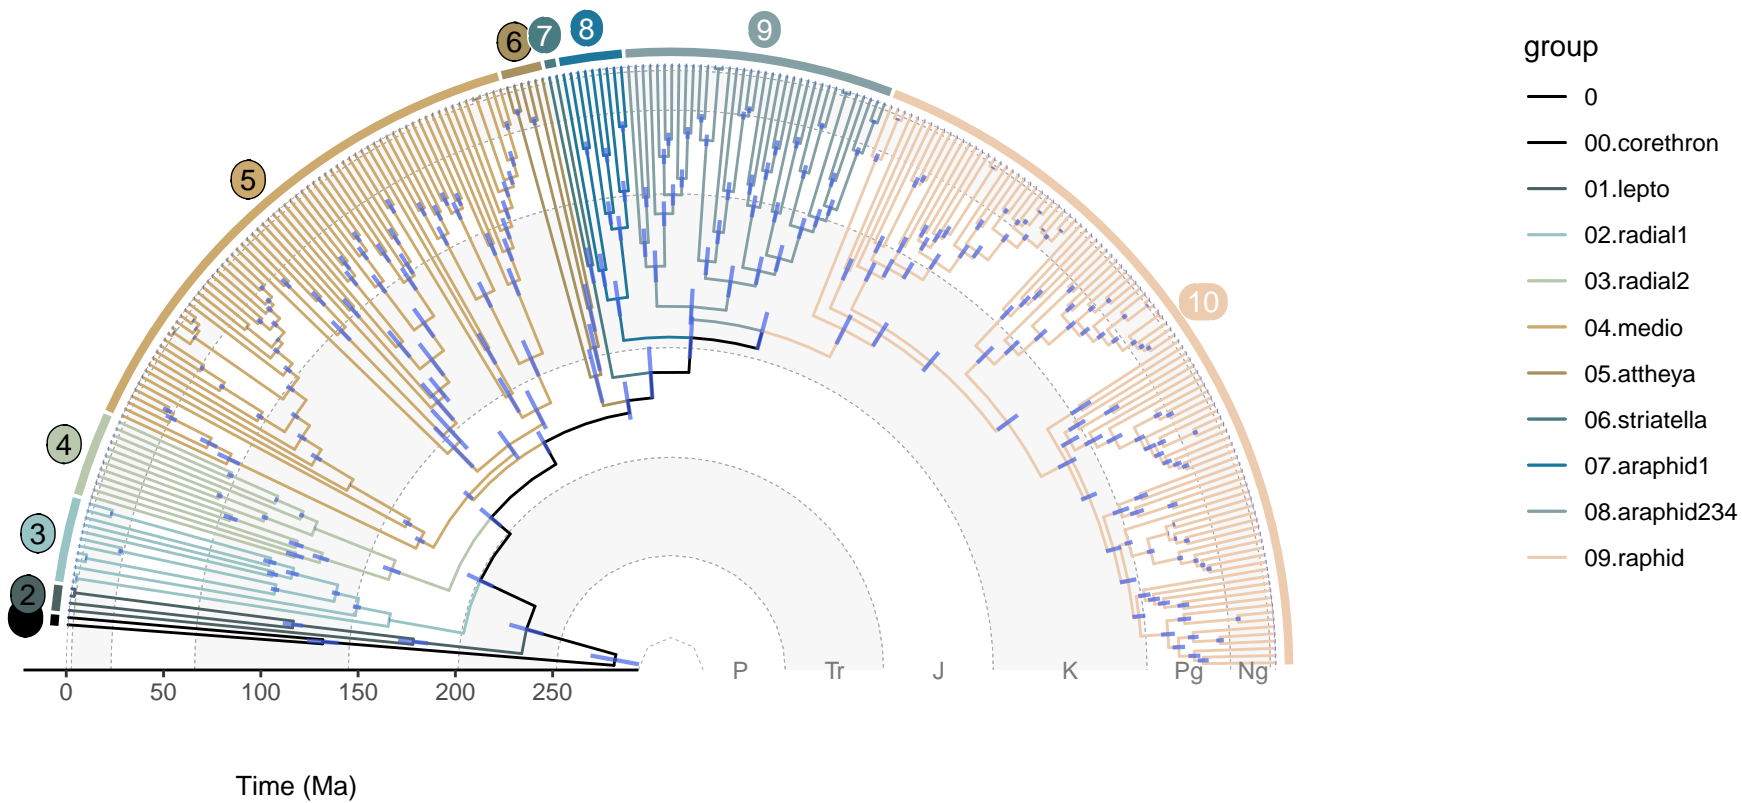 6 7 8 9
5
10
4
3
2
P Tr J K Pg Ng
0 50 100 150 200 250
Time (Ma)
group
0
00.corethron
01.lepto
02.radial1
03.radial2
04.medio
05.attheya
06.striatella
07.araphid1
08.araphid234
09.raphid